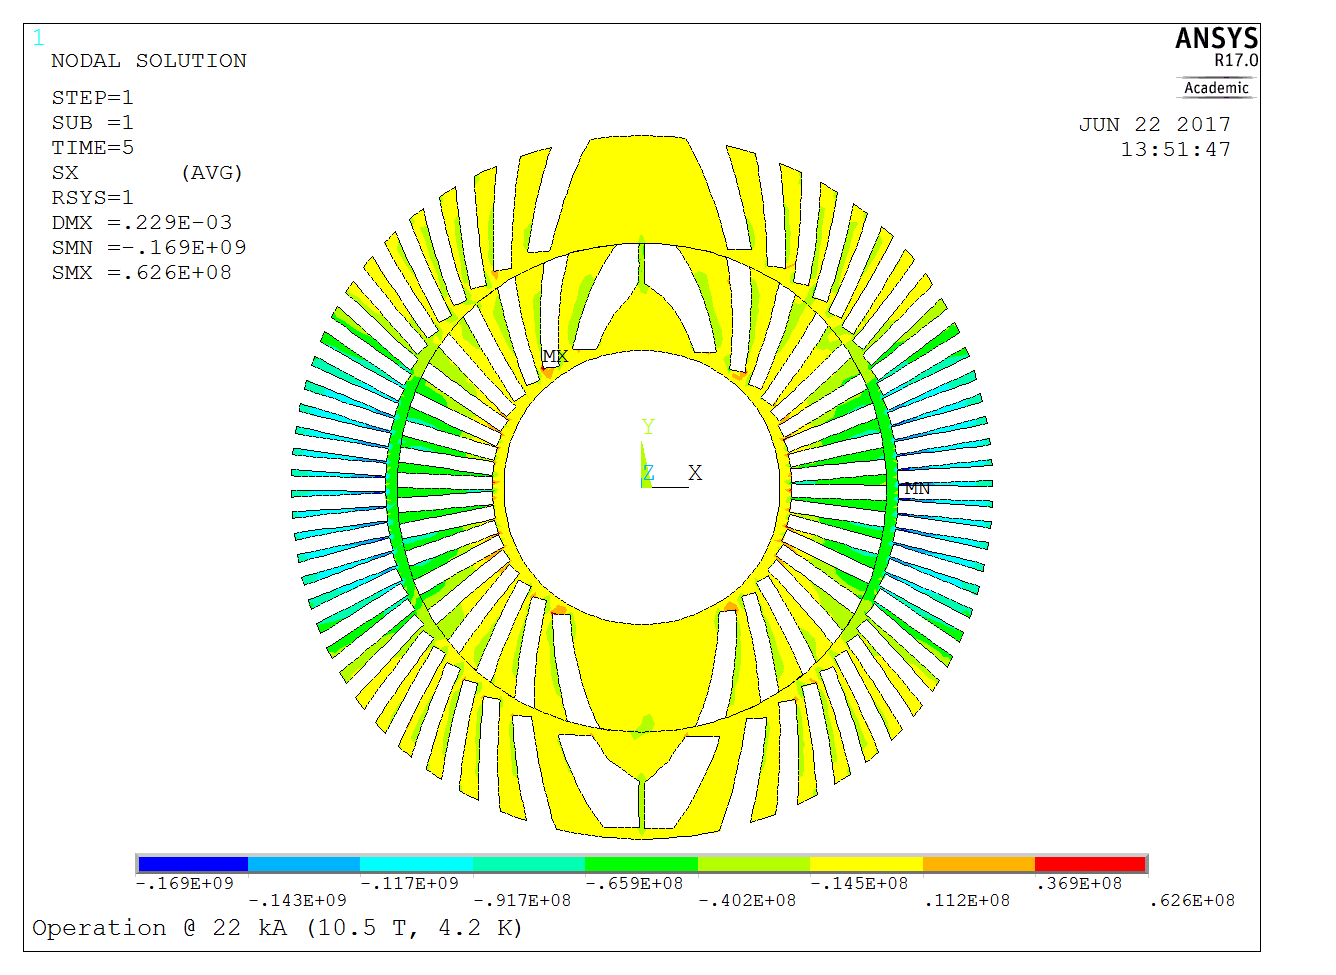 1
NODAL SOLUTION
STEP=1
SUB =1
TIME=5
SX (AVG)
RSYS=1
DMX =.229E-03
SMN =-.169E+09
SMX =.626E+08
ANSYS
R17.0
Academic
JUN 22 2017
13:51:47
MX
Y
Z X
MN
-.169E+09 -.117E+09 -.659E+08 -.145E+08 .369E+08
-.143E+09 -.917E+08 -.402E+08 .112E+08 .626E+08
Operation @ 22 kA (10.5 T, 4.2 K)